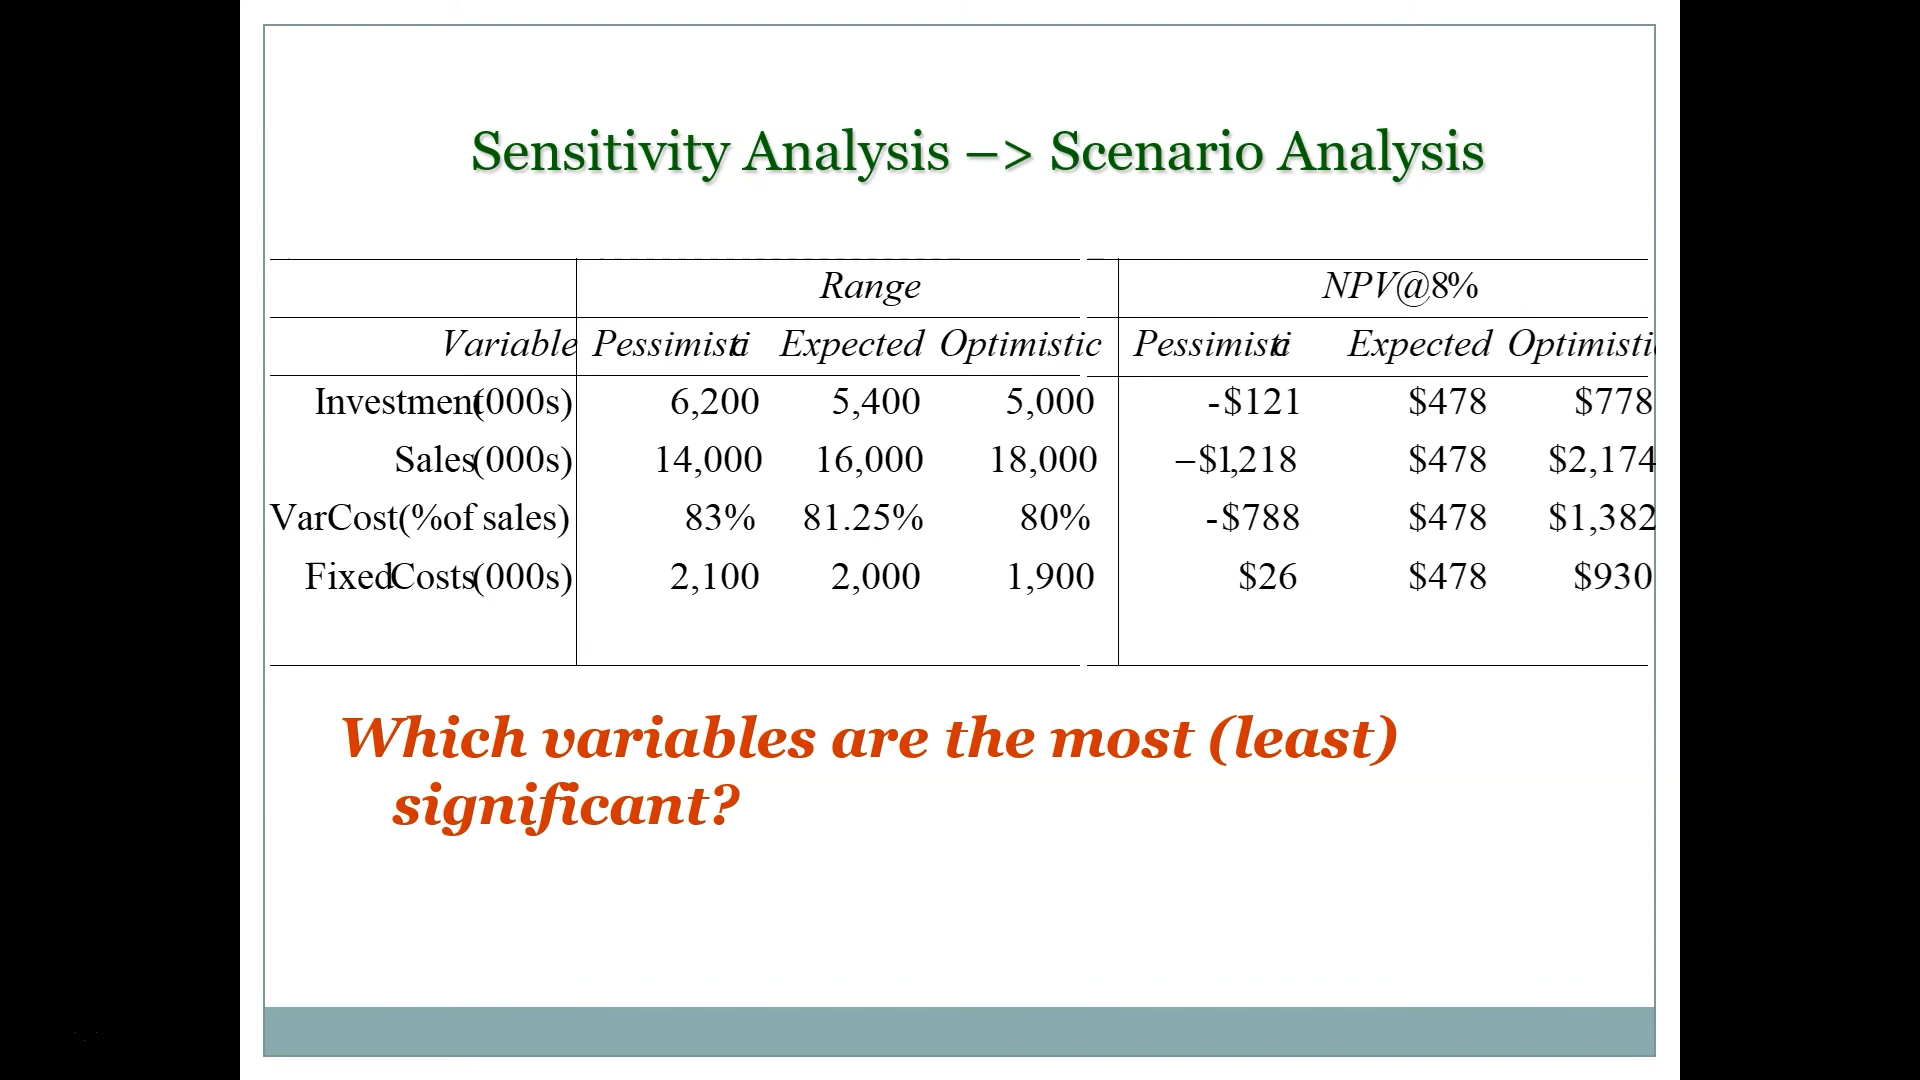 Sensitivity Analysis –> Scenario Analysis
Range NPV@8%
Variable Pessimistic Expected Optimistic Pessimistic Expected Optimistic
Investment(000s) 6,200 5,400 5,000 -$121 $478 $778
Sales(000s) 14,000 16,000 18,000 –$1,218 $478 $2,174
VarCost(%of sales) 83% 81.25% 80% -$788 $478 $1,382
FixedCosts(000s) 2,100 2,000 1,900 $26 $478 $930
Which variables are the most (least)
significant?